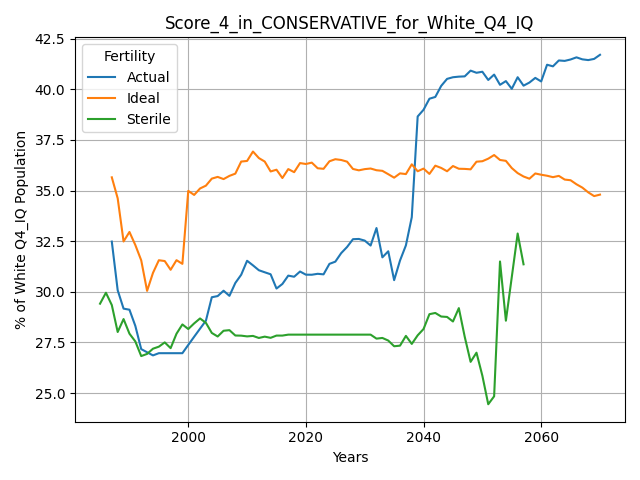 Score_4_in_CONSERVATIVE_for_White_Q4_IQ
% of White Q4_IQ Population
42.5
40.0
37.5
35.0
32.5
30.0
27.5
25.0
Fertility
Actual
Ideal
Sterile
2000
2020
2040
2060
Years